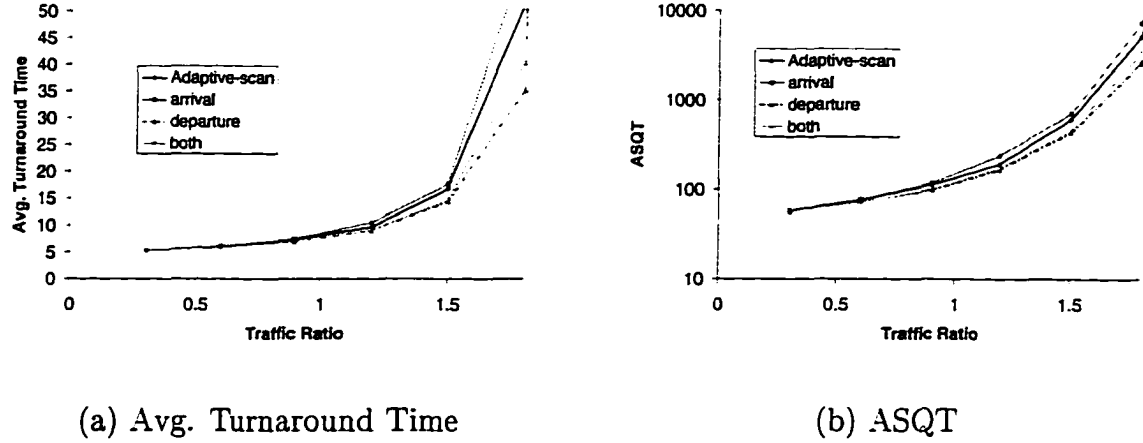 50
45
40
35
30
25
20
15
10
5
0
Avg. Turnaround Time
Adaptive-scan
arrival
departure
both
0
0.5
1
1.5
Traffic Ratio
(a) Avg. Turnaround Time
10000
1000
100
10
ASQT
Adaptive-scan
arrival
departure
both
0
0.5
1
1.5
Traffic Ratio
(b) ASQT